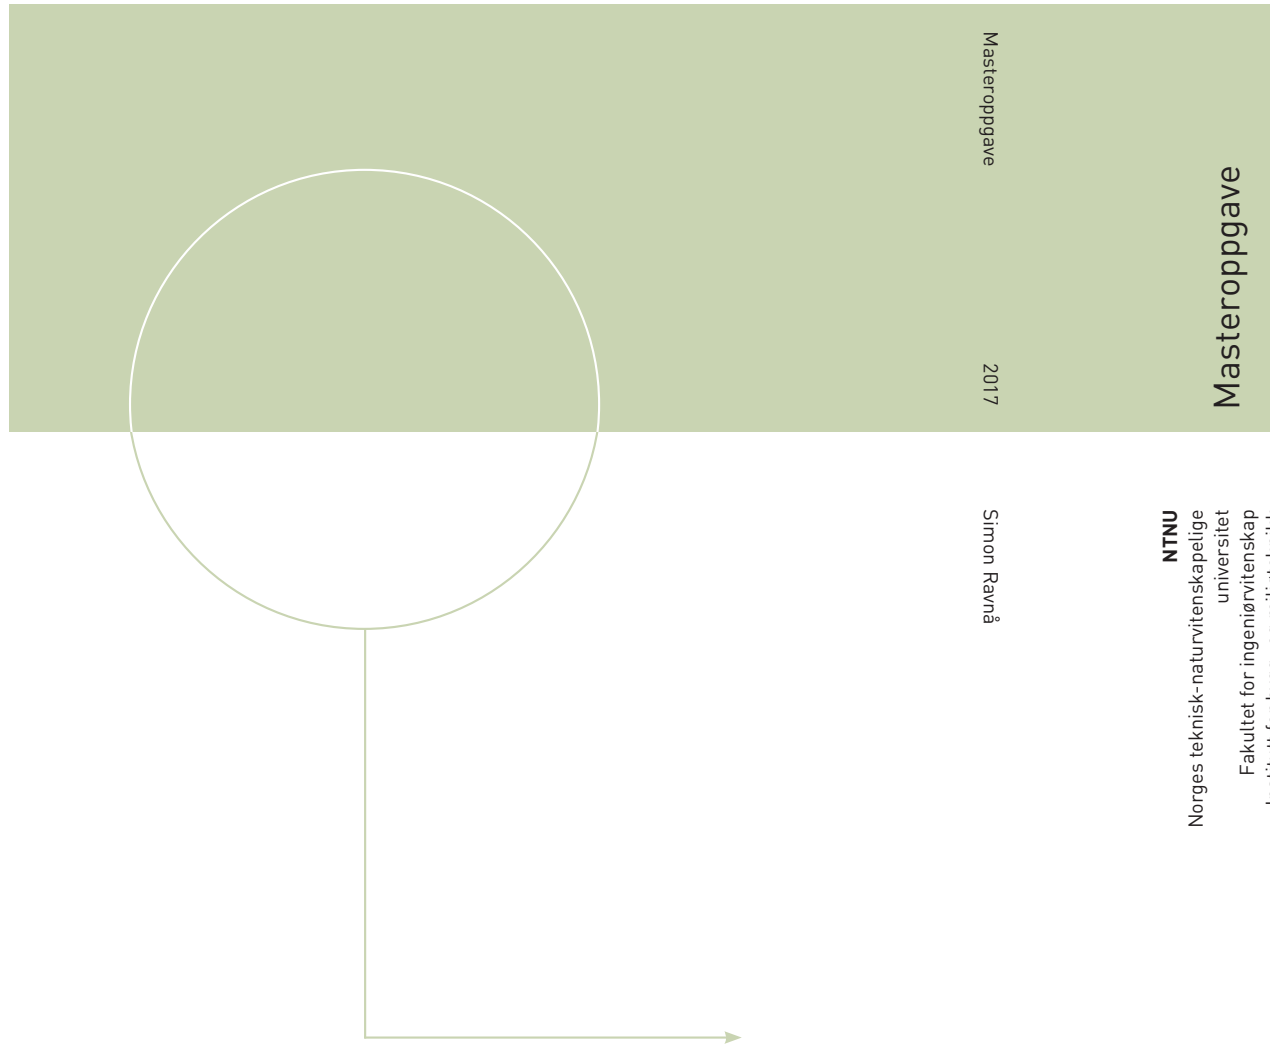 Masteroppgave
2017
Simon Ravnå
Masteroppgave
NTNU
Norges teknisk-naturvitenskapelige
universitet
Fakultet for ingeniørvitenskap